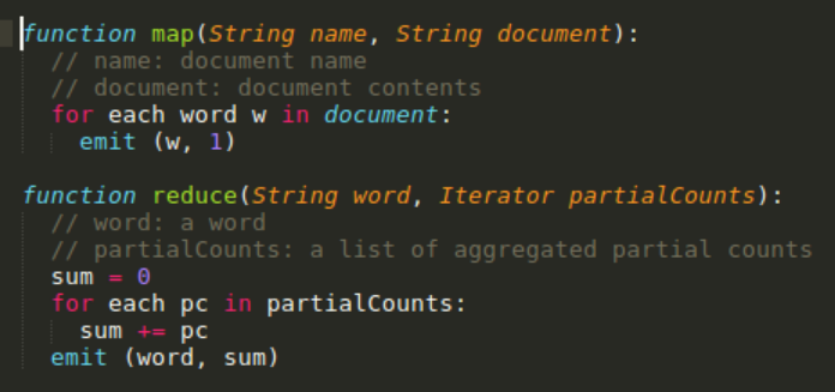 function map(String name, String document):
// name: document name
// document: document contents
for each word w in document:
emit (w, 1)
function reduce(String word, Iterator partialCounts):
// word: a word
// partialCounts: a list of aggregated partial counts
sum = 0
for each pc in partialCounts:
sum += pc
emit (word, sum)